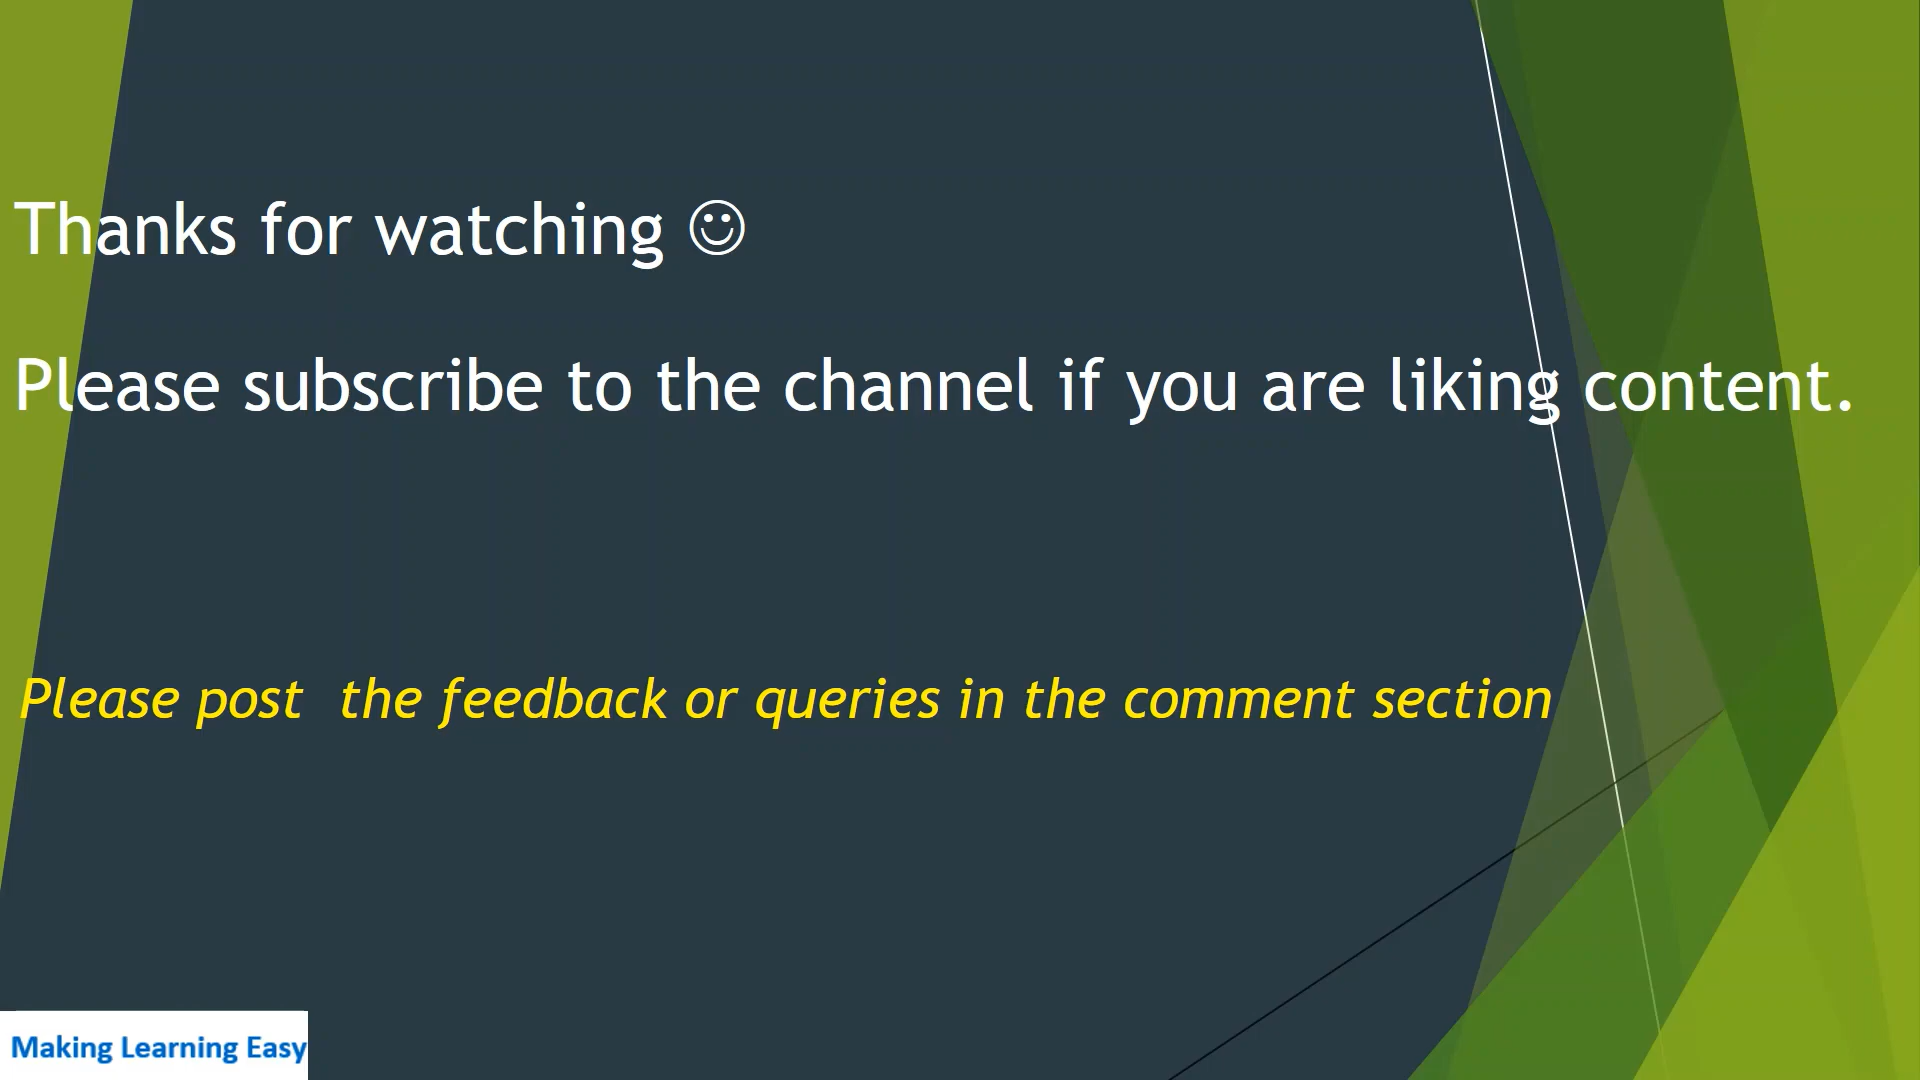 Thanks for watching ☺
Please subscribe to the channel if you are liking content.
Please post  the feedback or queries in the comment section
Making Learning Easy